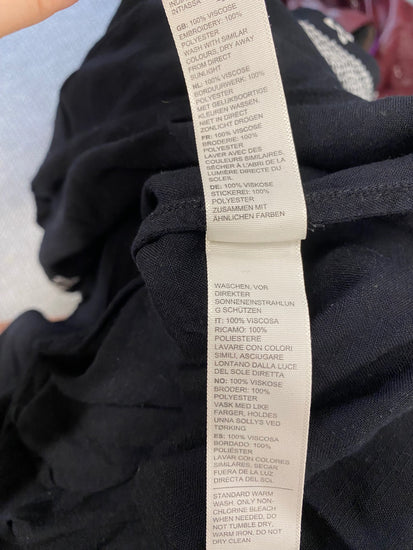 INTIASSA
GB: 100% VISCOSE
EMBROIDERY: 100%
POLYESTER
WASH WITH SIMILAR
COLOURS, DRY AWAY
FROM DIRECT
SUNLIGHT
NL: 100% VISCOSE
BORDUURWERK: 100%
POLYESTER
MET GELIJKSOORTIGE
KLEUREN WASSEN.
NIET IN DIRECT
ZONLICHT DROGEN
FR: 100% VISCOSE
BRODERIE: 100%
POLYESTER
LAVER AVEC DES
COULEURS SIMILAIRES,
SÉCHER À L'ABRI DE LA
LUMIÈRE DIRECTE DU
SOLEIL
DE: 100% VISKOSE
STICKEREI: 100%
POLYESTER
ZUSAMMEN MIT
ÄHNLICHEN FARBEN
WASCHEN, VOR
DIREKTER
SONNENEINSTRAHLUN
G SCHÜTZEN
IT: 100% VISCOSA
RICAMO: 100%
POLIESTERE
LAVARE CON COLORI
SIMILI, ASCIUGARE
LONTANO DALLA LUCE
DEL SOLE DIRETTA
NO: 100% VISKOSE
BRODERI: 100%
POLYESTER
VASK MED LIKE
FARGER, HOLDES
UNNA SOLLYS VED
TØRKING
ES: 100% VISCOSA
BORDADO: 100%
POLIÉSTER
LAVAR CON COLORES
SIMILARES, SECAR
FUERA DE LA LUZ
DIRECTA DEL SOL
STANDARD WARM
WASH. ONLY NON-
CHLORINE BLEACH
WHEN NEEDED, DO
NOT TUMBLE DRY,
WARM IRON, DO NOT
DRY CLEAN